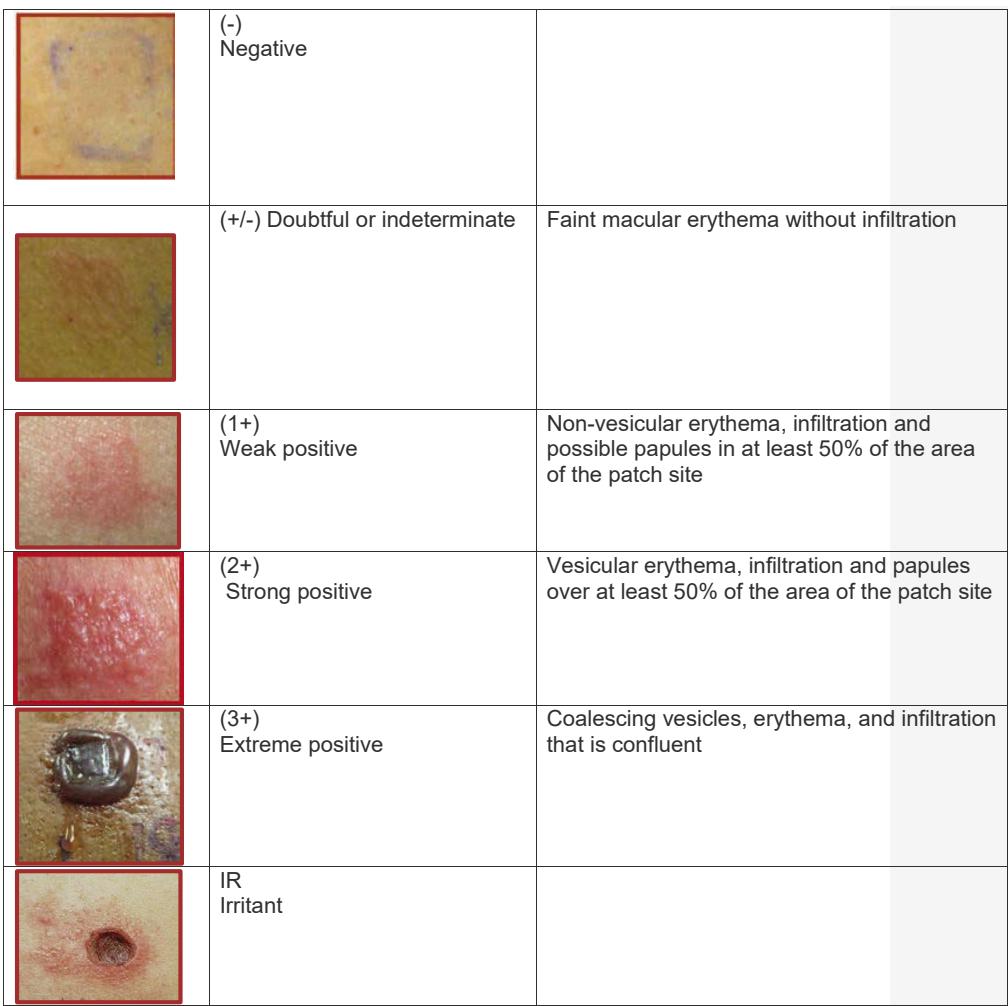 (-)
Negative
(+/-) Doubtful or indeterminate
Faint macular erythema without infiltration
(1+)
Weak positive
Non-vesicular erythema, infiltration and
possible papules in at least 50% of the area
of the patch site
(2+)
Strong positive
Vesicular erythema, infiltration and papules
over at least 50% of the area of the patch site
(3+)
Extreme positive
Coalescing vesicles, erythema, and infiltration
that is confluent
IR
Irritant